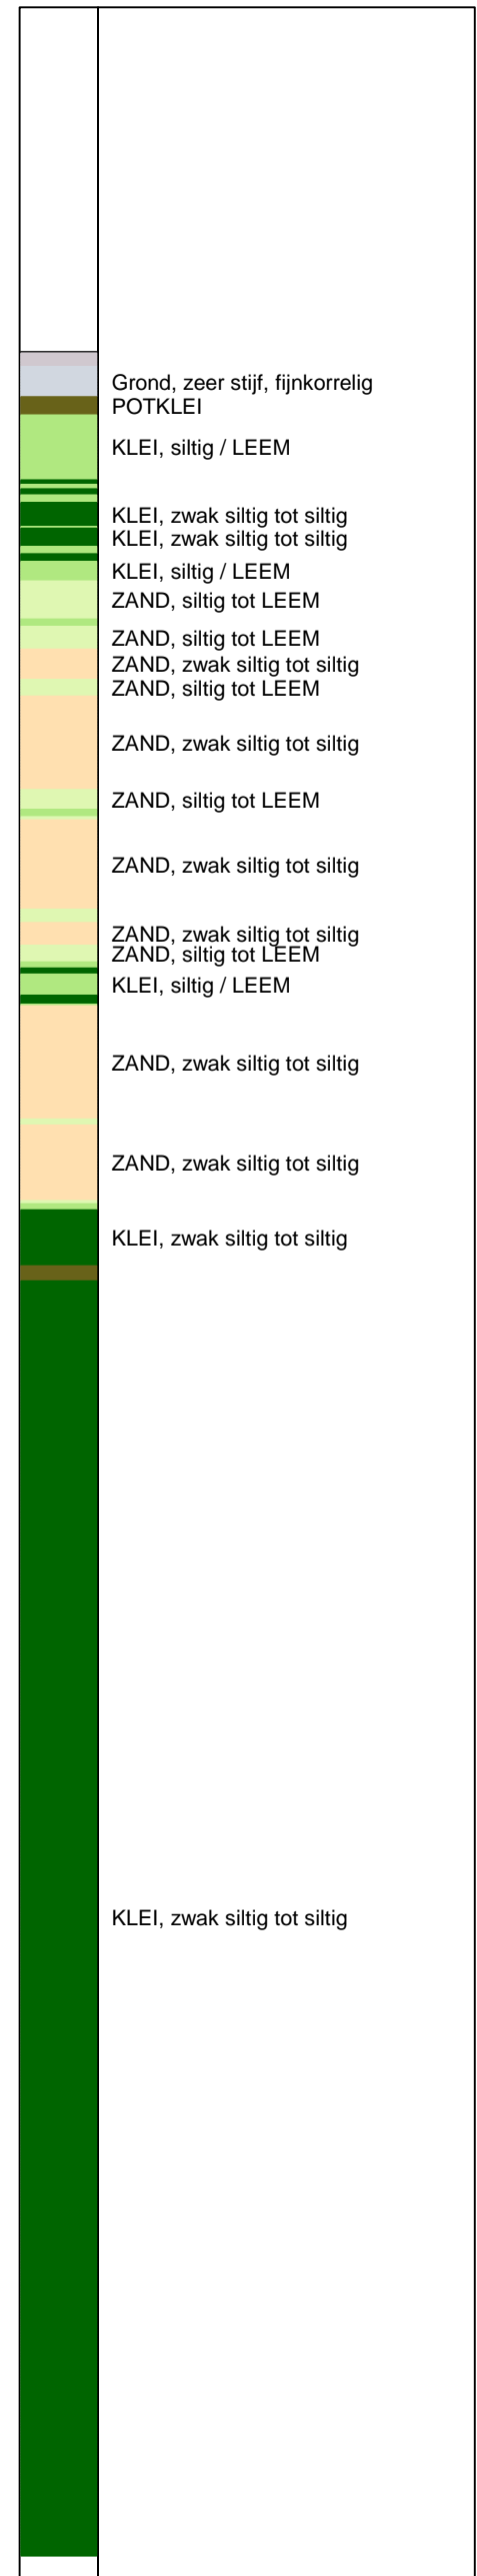 Grond, zeer stijf, fijnkorrelig
POTKLEI
KLEI, siltig / LEEM
KLEI, zwak siltig tot siltig
KLEI, zwak siltig tot siltig
KLEI, siltig / LEEM
ZAND, siltig tot LEEM
ZAND, siltig tot LEEM
ZAND, zwak siltig tot siltig
ZAND, siltig tot LEEM
ZAND, zwak siltig tot siltig
ZAND, siltig tot LEEM
ZAND, zwak siltig tot siltig
ZAND, zwak siltig tot siltig
ZAND, siltig tot LEEM
KLEI, siltig / LEEM
ZAND, zwak siltig tot siltig
ZAND, zwak siltig tot siltig
KLEI, zwak siltig tot siltig
KLEI, zwak siltig tot siltig